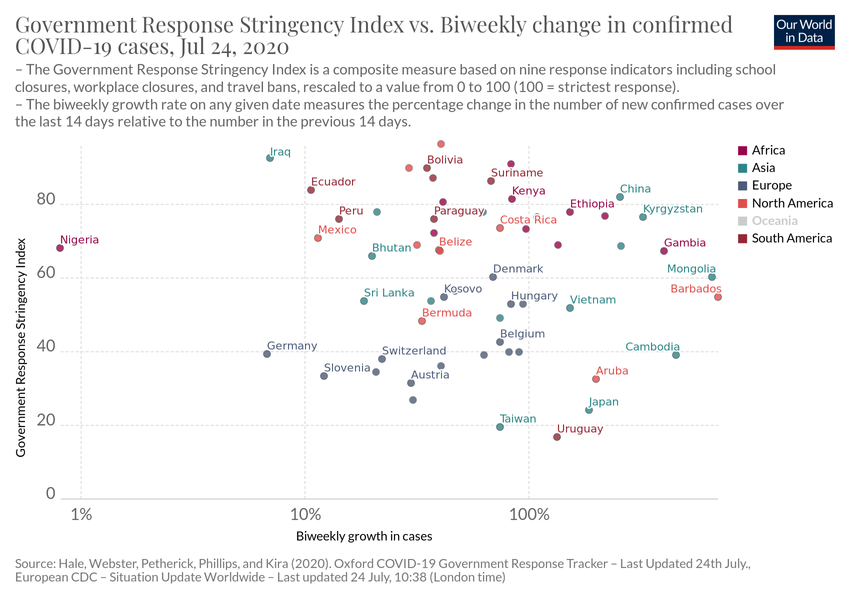 Government Response Stringency Index vs. Biweekly change in confirmed
COVID-19 cases, Jul 24, 2020
Our World
in Data
– The Government Response Stringency Index is a composite measure based on nine response indicators including school
closures, workplace closures, and travel bans, rescaled to a value from 0 to 100 (100 = strictest response).
– The biweekly growth rate on any given date measures the percentage change in the number of new confirmed cases over
the last 14 days relative to the number in the previous 14 days.
Africa
Asia
Europe
North America
Oceania
South America
Government Response Stringency Index
80
60
40
20
0
Iraq
Bolivia
Ecuador
Suriname
Kenya
China
Peru
Paraguay
Ethiopia
Kyrgyzstan
Mexico
Costa Rica
Nigeria
Bhutan
Belize
Gambia
Denmark
Mongolia
Sri Lanka
Kosovo
Hungary
Vietnam
Barbados
Bermuda
Germany
Switzerland
Belgium
Cambodia
Slovenia
Austria
Aruba
Japan
Taiwan
Uruguay
1%
10%
100%
Biweekly growth in cases
Source: Hale, Webster, Petherick, Phillips, and Kira (2020). Oxford COVID-19 Government Response Tracker – Last Updated 24th July.,
European CDC – Situation Update Worldwide – Last updated 24 July, 10:38 (London time)